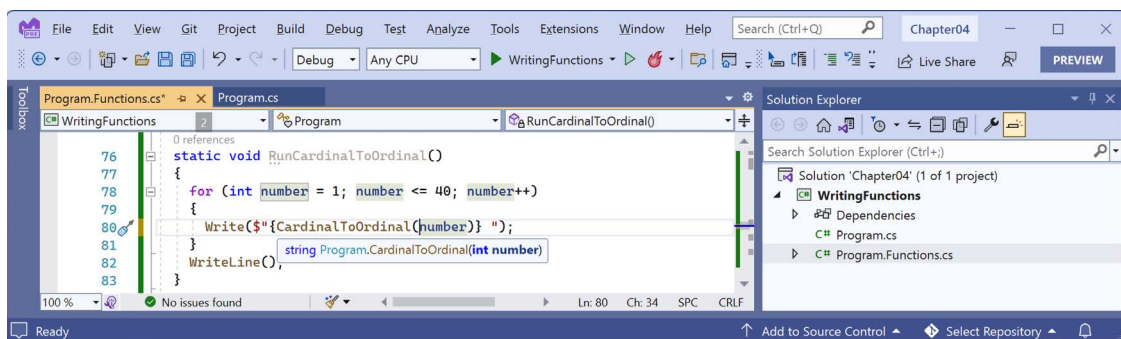 File Edit View Git Project Build Debug Test Analyze Tools Extensions Window Help Search (Ctrl+Q) Chapter04
Debug Any CPU WritingFunctions Live Share PREVIEW
Toolbox
Program.Functions.cs* Program.cs
WritingFunctions 2 Program RunCardinalToOrdinal()
0 references
76 static void RunCardinalToOrdinal()
77 {
78 for (int number = 1; number <= 40; number++)
79 {
80 Write($"{CardinalToOrdinal(number)} ");
81 }
string Program.CardinalToOrdinal(int number)
82 WriteLine();
83 }
100 % No issues found Ln: 80 Ch: 34 SPC CRLF
Solution Explorer
Search Solution Explorer (Ctrl+;)
Solution 'Chapter04' (1 of 1 project)
C# WritingFunctions
Dependencies
C# Program.cs
C# Program.Functions.cs
Ready Add to Source Control Select Repository